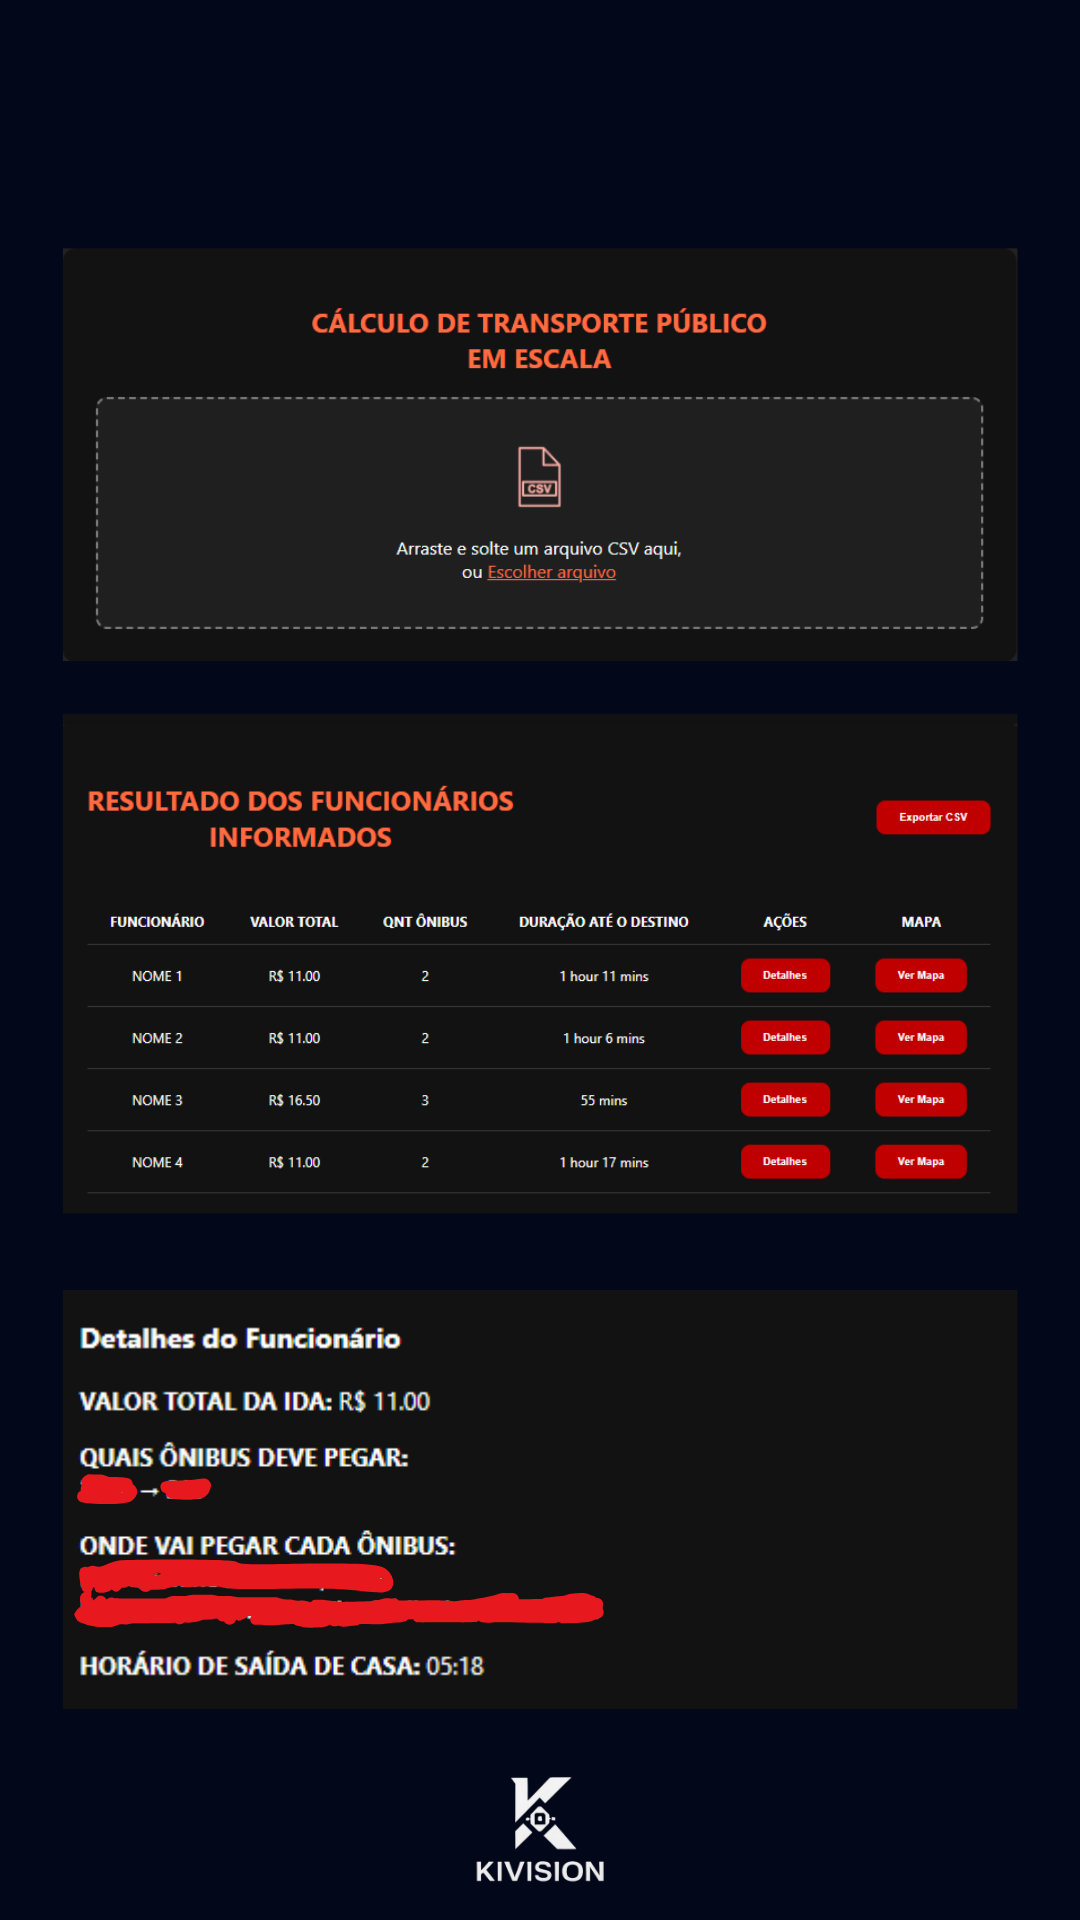 CÁLCULO DE TRANSPORTE PÚBLICO
EM ESCALA
CSV
Arraste e solte um arquivo CSV aqui,
ou Escolher arquivo
RESULTADO DOS FUNCIONÁRIOS
INFORMADOS
Exportar CSV
FUNCIONÁRIO VALOR TOTAL QNT ÔNIBUS DURAÇÃO ATÉ O DESTINO AÇÕES MAPA
NOME 1 R$ 11.00 2 1 hour 11 mins Detalhes Ver Mapa
NOME 2 R$ 11.00 2 1 hour 6 mins Detalhes Ver Mapa
NOME 3 R$ 16.50 3 55 mins Detalhes Ver Mapa
NOME 4 R$ 11.00 2 1 hour 17 mins Detalhes Ver Mapa
Detalhes do Funcionário
VALOR TOTAL DA IDA: R$ 11.00
QUAIS ÔNIBUS DEVE PEGAR:
→
ONDE VAI PEGAR CADA ÔNIBUS:
HORÁRIO DE SAÍDA DE CASA: 05:18
KIVISION